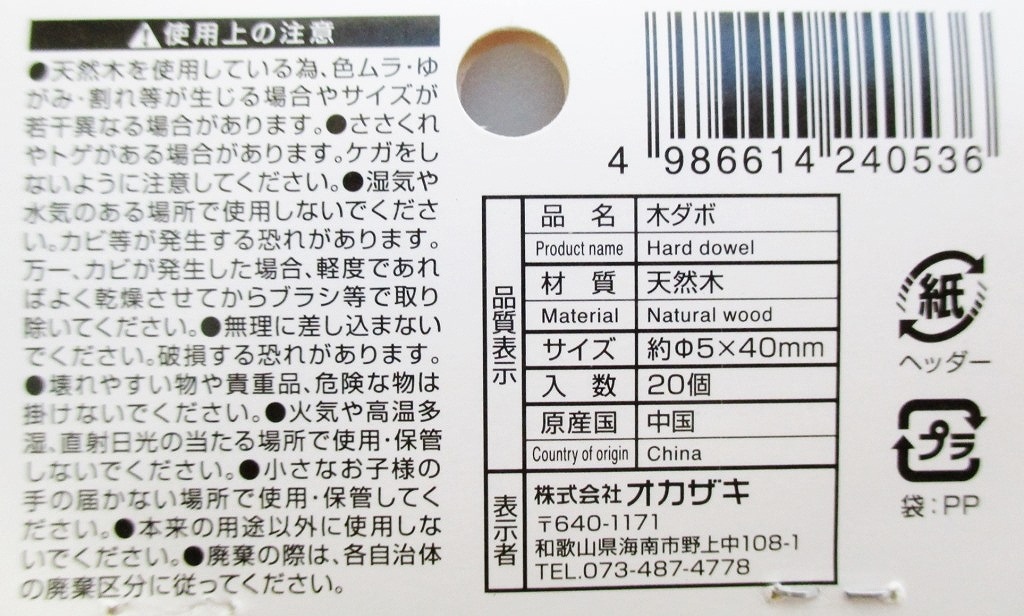 使用上の注意
●天然木を使用している為、色ムラ・ゆ
がみ・割れ等が生じる場合やサイズが
若干異なる場合があります。●ささくれ
やトゲがある場合があります。ケガをし
ないように注意してください。●湿気や
水気のある場所で使用しないでくださ
い。カビ等が発生する恐れがあります。
万一、カビが発生した場合、軽度であれ
ばよく乾燥させてからブラシ等で取り
除いてください。●無理に差し込まない
でください。破損する恐れがあります。
●壊れやすい物や貴重品、危険な物は
掛けないでください。●火気や高温多
湿、直射日光の当たる場所で使用・保管
しないでください。●小さなお子様の
手の届かない場所で使用・保管してく
ださい。●本来の用途以外に使用しな
いでください。●廃棄の際は、各自治体
の廃棄区分に従ってください。
4 986614 240536
品質表示
品名 木ダボ
Product name Hard dowel
材質 天然木
Material Natural wood
サイズ 約Φ5×40mm
入数 20個
原産国 中国
Country of origin China
表示者
株式会社オカザキ
〒640-1171
和歌山県海南市野上中108-1
TEL.073-487-4778
紙
ヘッダー
プラ
袋：PP